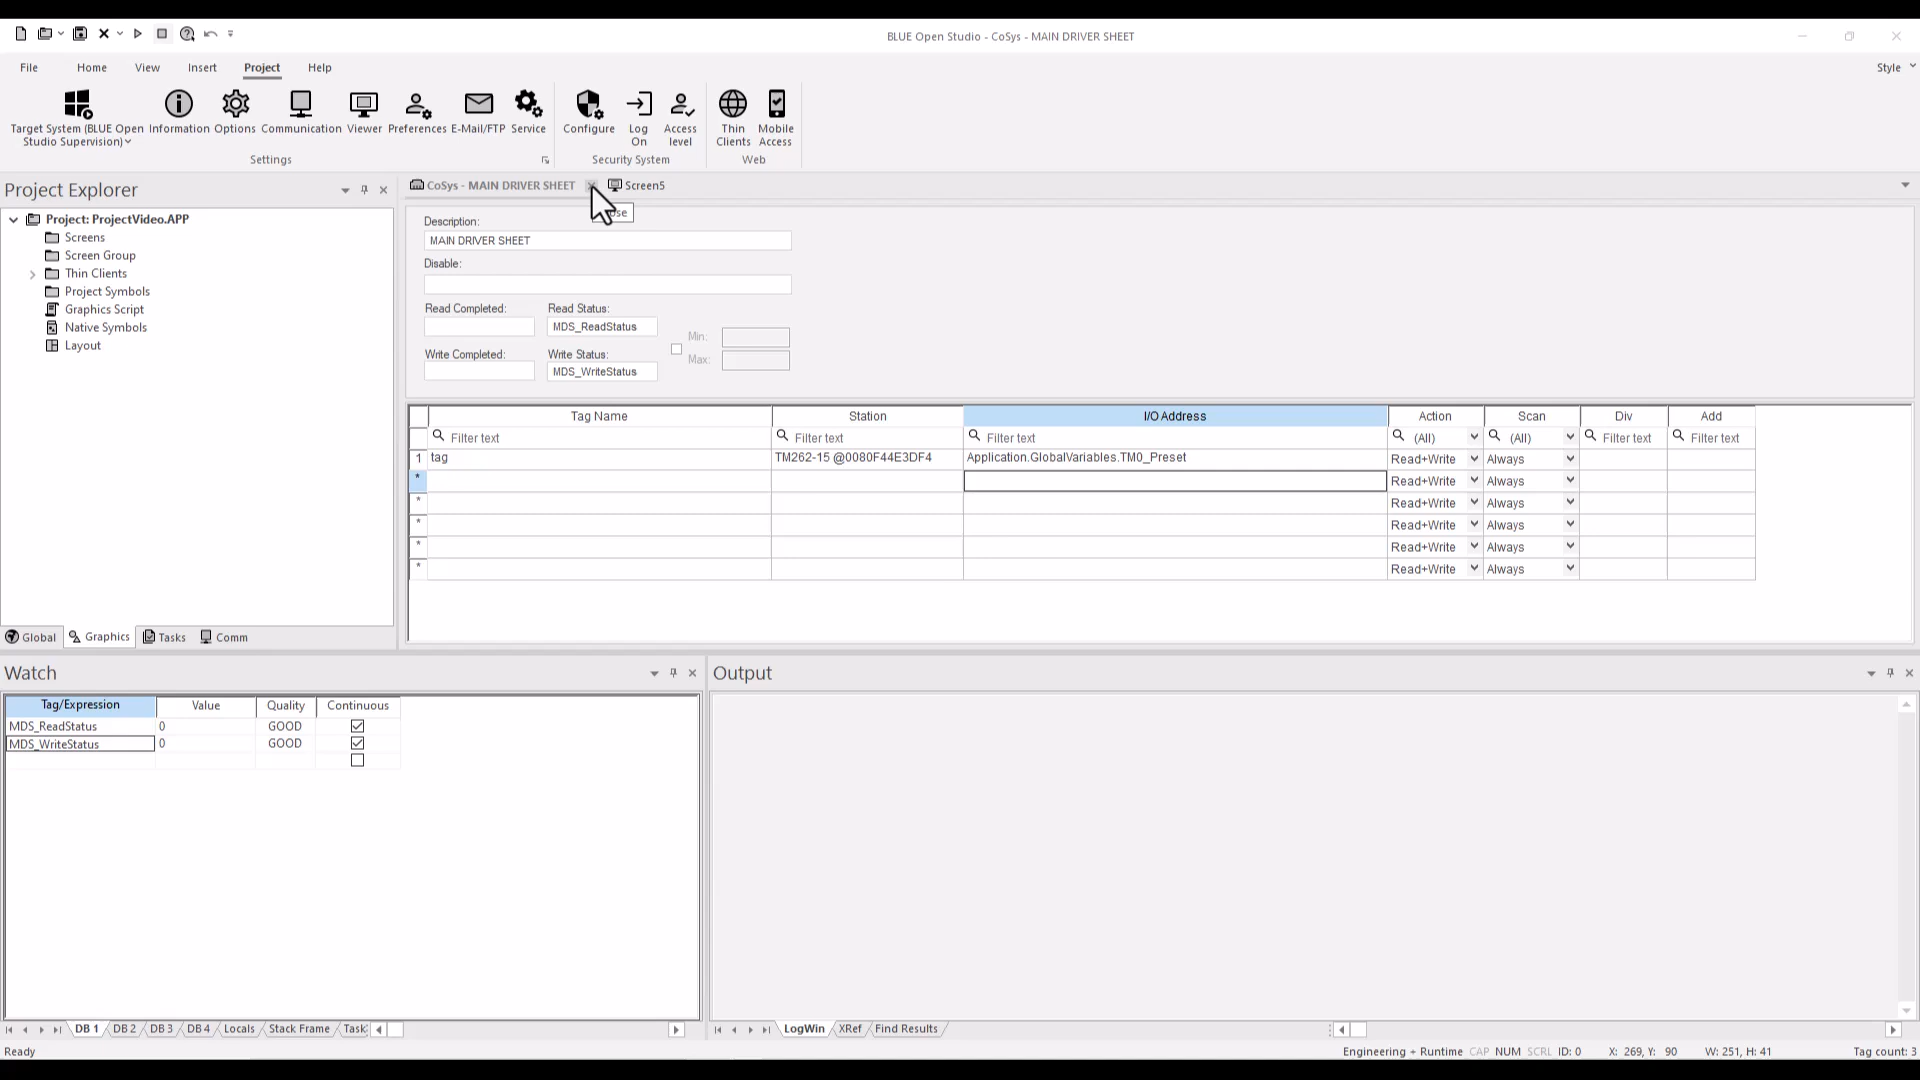 BLUE Open Studio - CoSys - MAIN DRIVER SHEET
File Home View Insert Project Help Style
Target System (BLUE Open Studio Supervision) Information Options Communication Viewer Preferences E-Mail/FTP Service Configure Log On Access level Thin Clients Mobile Access
Settings Security System Web
Project Explorer
Project: ProjectVideo.APP
Screens
Screen Group
Thin Clients
Project Symbols
Graphics Script
Native Symbols
Layout
Global Graphics Tasks Comm
CoSys - MAIN DRIVER SHEET Screen5
Description:
MAIN DRIVER SHEET
Disable:
Read Completed: Read Status:
MDS_ReadStatus
Min:
Write Completed: Write Status:
Max:
MDS_WriteStatus
Tag Name Station I/O Address Action Scan Div Add
Filter text Filter text Filter text (All) (All) Filter text Filter text
1 tag TM262-15 @0080F44E3DF4 Application.GlobalVariables.TM0_Preset Read+Write Always
* Read+Write Always
* Read+Write Always
* Read+Write Always
* Read+Write Always
* Read+Write Always
Watch
Tag/Expression Value Quality Continuous
MDS_ReadStatus 0 GOOD
MDS_WriteStatus 0 GOOD
DB 1 DB 2 DB 3 DB 4 Locals Stack Frame Task
Output
LogWin XRef Find Results
Ready Engineering + Runtime CAP NUM SCRL ID: 0 X: 269, Y: 90 W: 251, H: 41 Tag count: 3